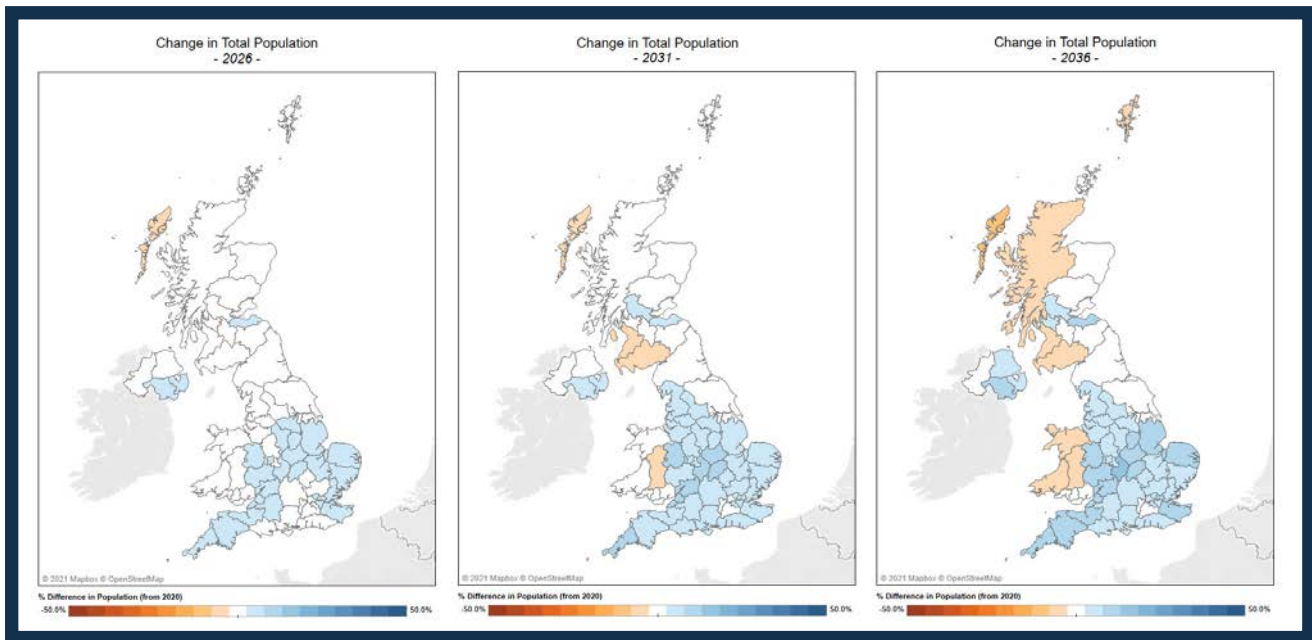 Change in Total Population
- 2026 -
© 2021 Mapbox © OpenStreetMap
% Difference in Population (from 2020)
-50.0% 50.0%
Change in Total Population
- 2031 -
© 2021 Mapbox © OpenStreetMap
% Difference in Population (from 2020)
-50.0% 50.0%
Change in Total Population
- 2036 -
© 2021 Mapbox © OpenStreetMap
% Difference in Population (from 2020)
-50.0% 50.0%